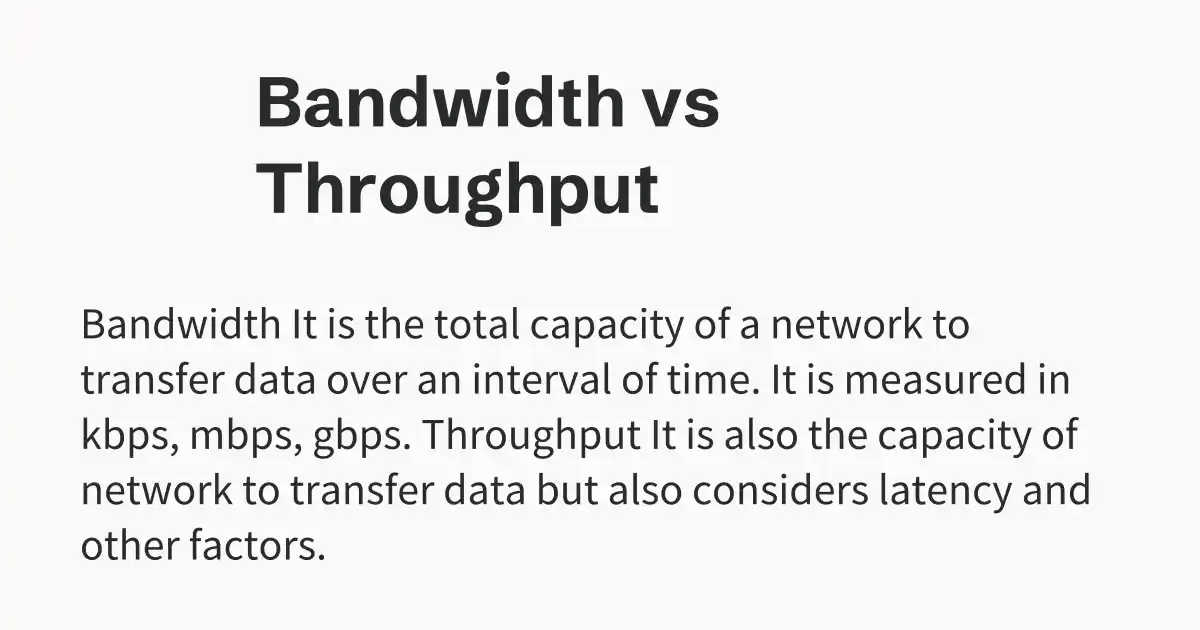 Bandwidth vs
Throughput
Bandwidth It is the total capacity of a network to
transfer data over an interval of time. It is measured in
kbps, mbps, gbps. Throughput It is also the capacity of
network to transfer data but also considers latency and
other factors.